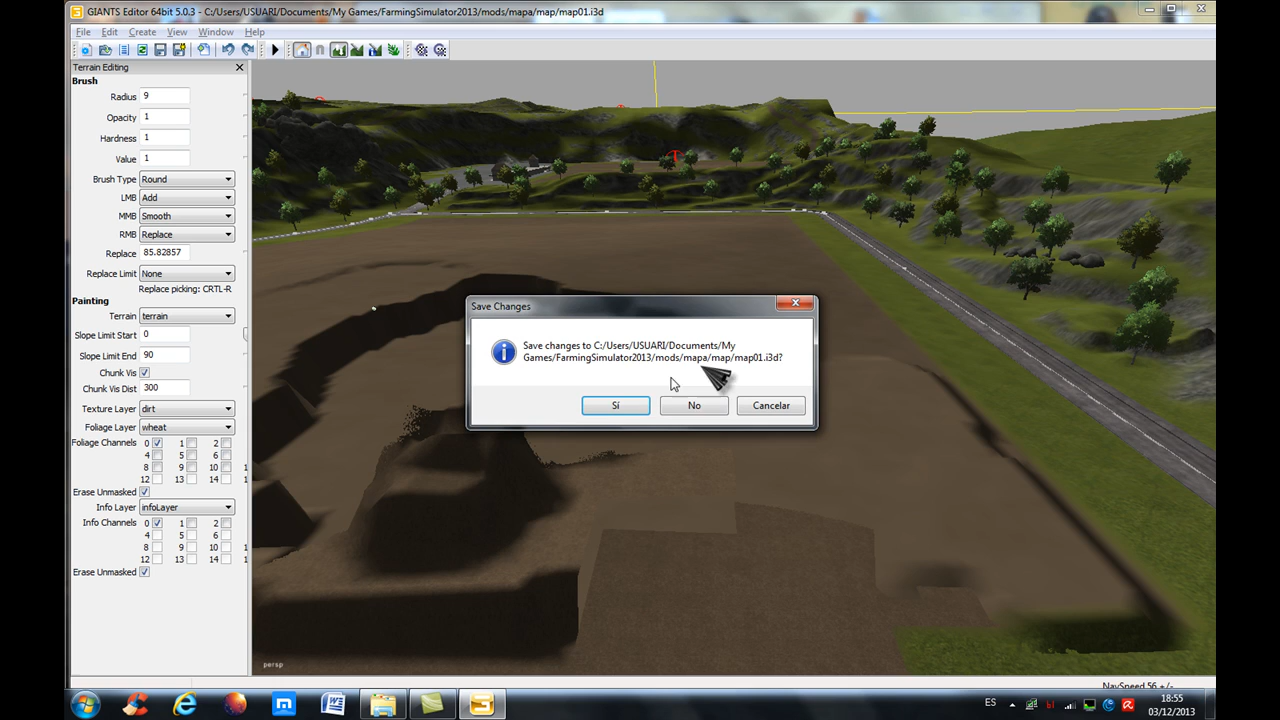 GIANTS Editor 64bit 5.0.3 - C:/Users/USUARI/Documents/My Games/FarmingSimulator2013/mods/mapa/map/map01.i3d
File Edit Create View Window Help
Terrain Editing
Brush
Radius 9
Opacity 1
Hardness 1
Value 1
Brush Type Round
LMB Add
MMB Smooth
RMB Replace
Replace 85.82857
Replace Limit None
Replace picking: CRTL-R
Painting
Terrain terrain
Slope Limit Start 0
Slope Limit End 90
Chunk Vis
Chunk Vis Dist 300
Texture Layer dirt
Foliage Layer wheat
Foliage Channels 0 1 2
4 5 6
8 9 10 1
12 13 14 1
Erase Unmasked
Info Layer infoLayer
Info Channels 0 1 2
4 5 6
8 9 10 1
12 13 14 1
Erase Unmasked
Save Changes
Save changes to C:/Users/USUARI/Documents/My
Games/FarmingSimulator2013/mods/mapa/map/map01.i3d?
Sí No Cancelar
persp
NavSpeed 56 +/-
ES
18:55
03/12/2013